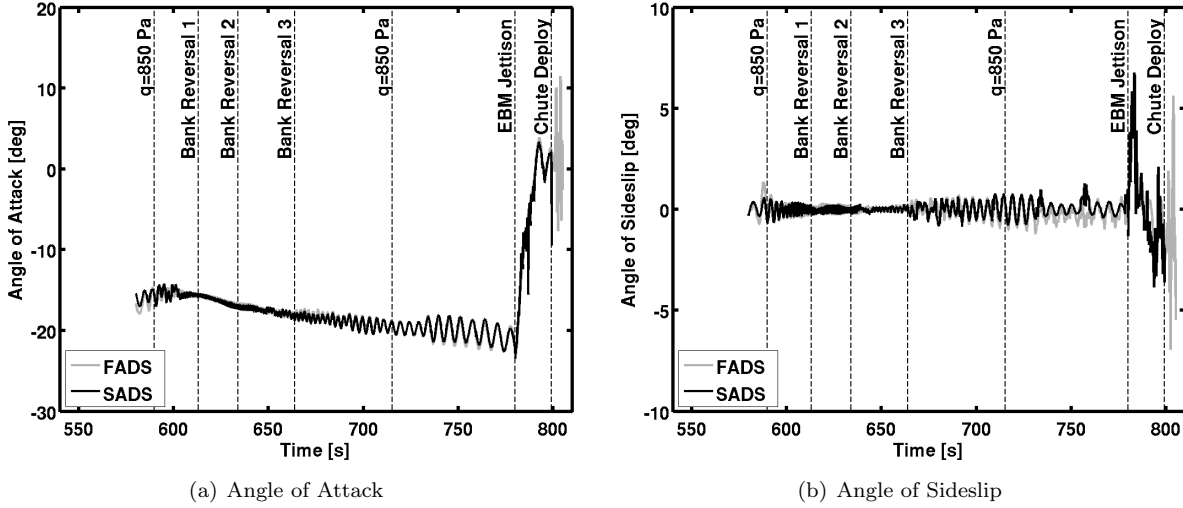 20
10
0
-10
-20
-30
Angle of Attack [deg]
q=850 Pa
Bank Reversal 1
Bank Reversal 2
Bank Reversal 3
q=850 Pa
EBM Jettison
Chute Deploy
FADS
SADS
550 600 650 700 750 800
Time [s]
(a) Angle of Attack
10
5
0
-5
-10
Angle of Sideslip [deg]
q=850 Pa
Bank Reversal 1
Bank Reversal 2
Bank Reversal 3
q=850 Pa
EBM Jettison
Chute Deploy
FADS
SADS
550 600 650 700 750 800
Time [s]
(b) Angle of Sideslip